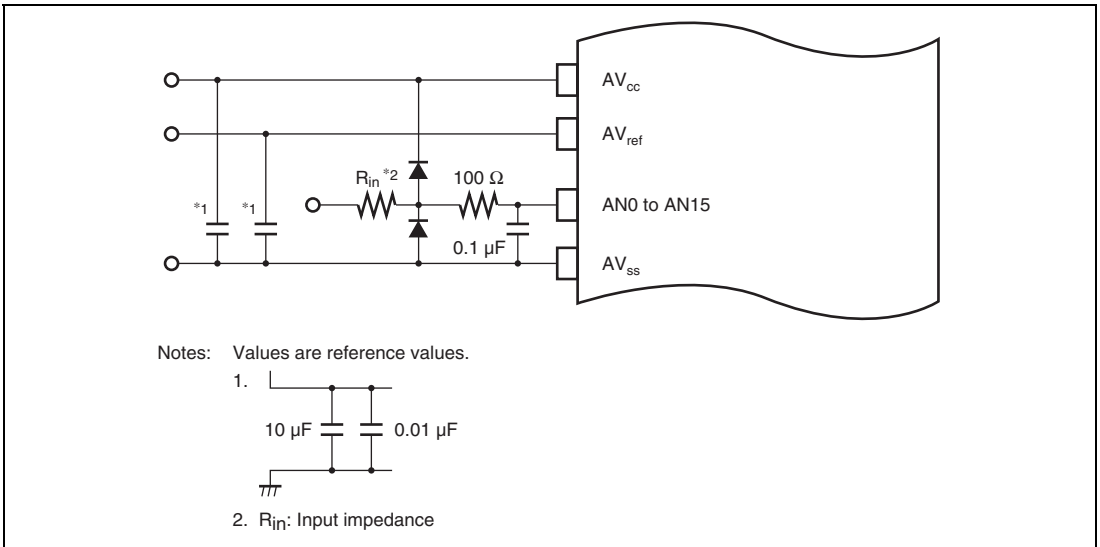 AVcc
AVref
Rin *2
100 Ω
*1
*1
AN0 to AN15
0.1 µF
AVss
Notes: Values are reference values.
1.
10 µF
0.01 µF
2. Rin: Input impedance